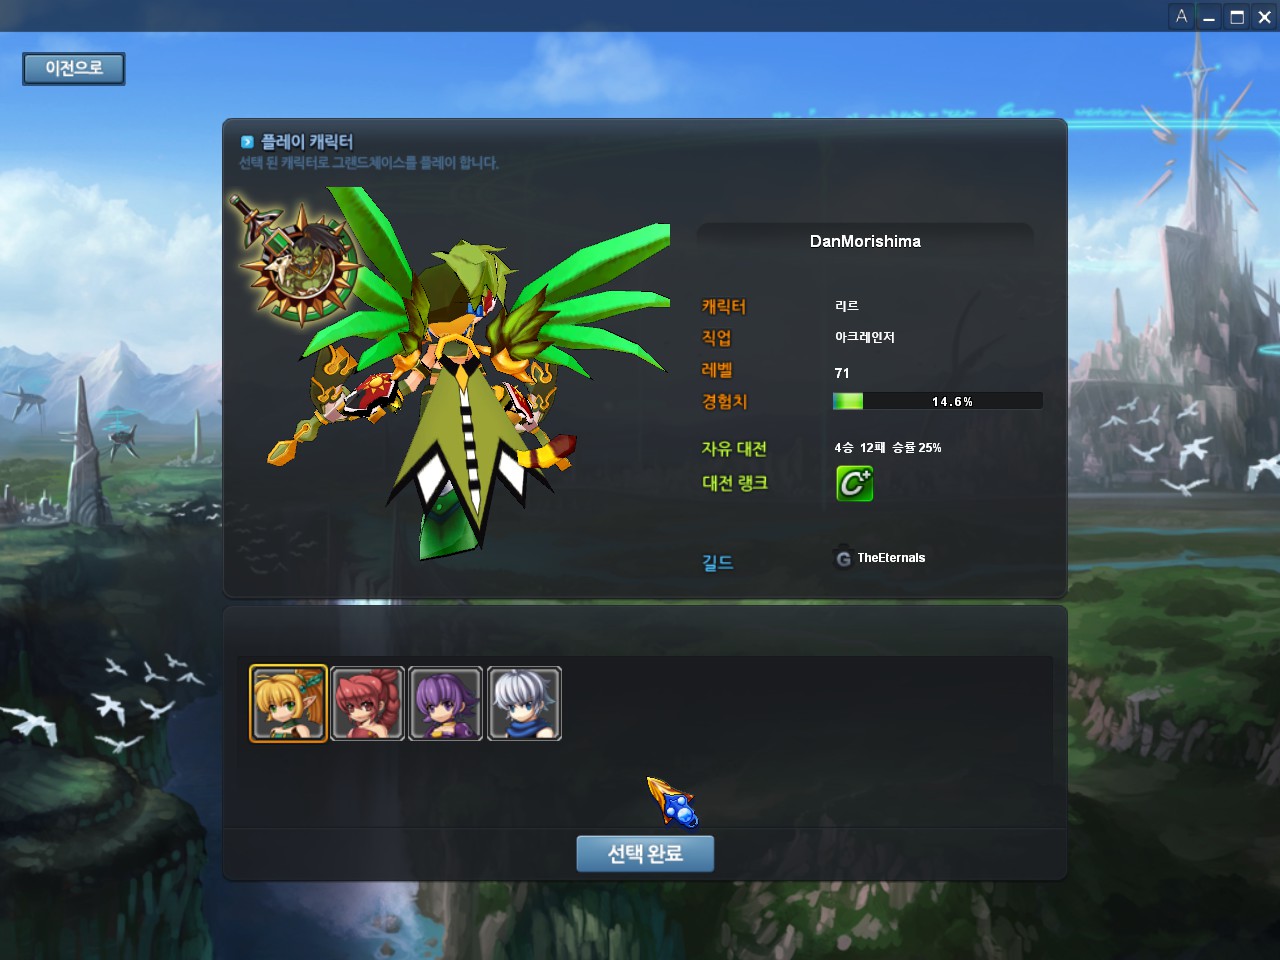 A
이전으로
플레이 캐릭터
선택 된 캐릭터로 그랜드체이스를 플레이 합니다.
DanMorishima
캐릭터 리르
직업 아크레인저
레벨 71
경험치 14.6%
자유 대전 4승 12패 승률 25%
대전 랭크 C+
길드 G TheEternals
선택 완료